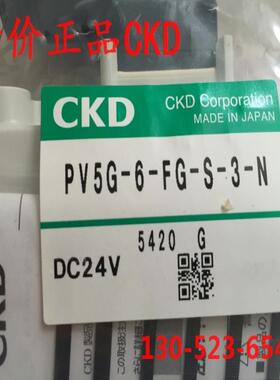 价正品CKD
CKD
CKD Corporation
MADE IN JAPAN
PV5G-6-FG-S-3-N
5420 G
DC24V
CKD
130-523-654